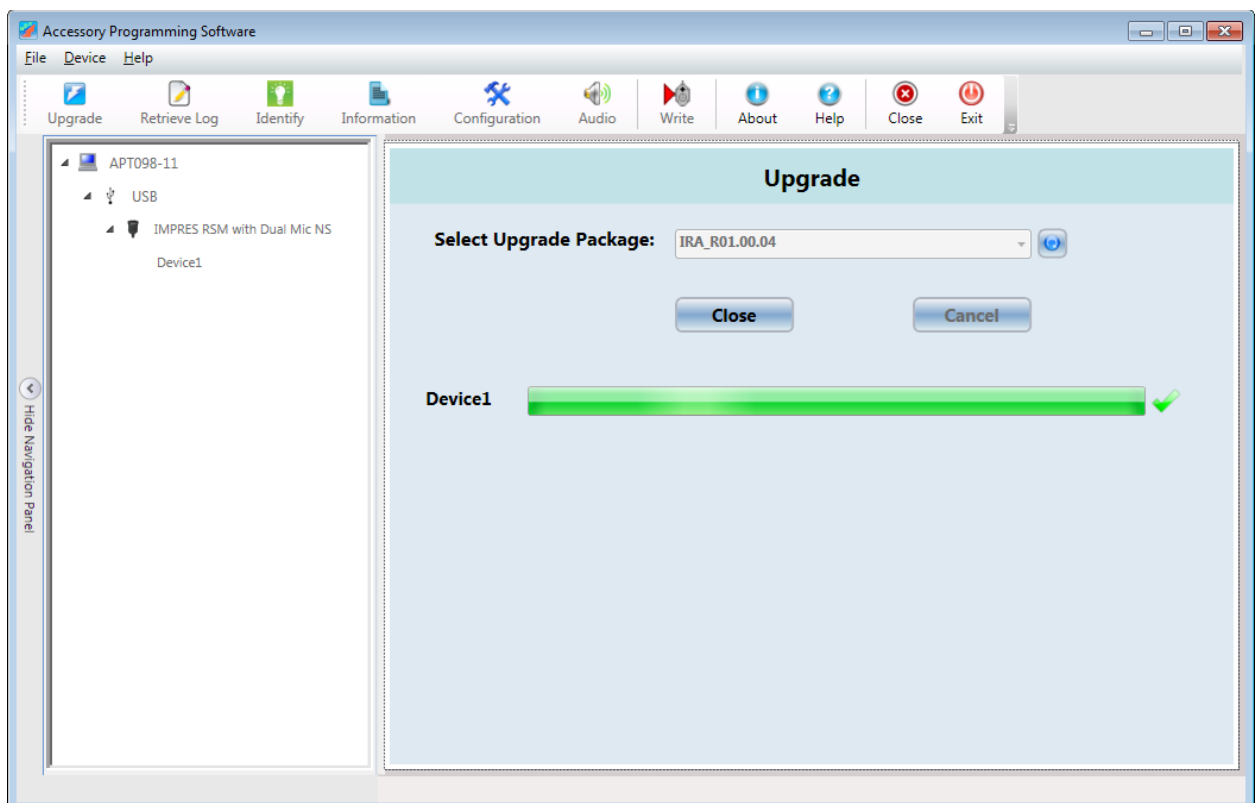 Accessory Programming Software
File Device Help
Upgrade Retrieve Log Identify Information Configuration Audio Write About Help Close Exit
APT098-11
USB
IMPRES RSM with Dual Mic NS
Device1
Hide Navigation Panel
Upgrade
Select Upgrade Package: IRA_R01.00.04
Close Cancel
Device1